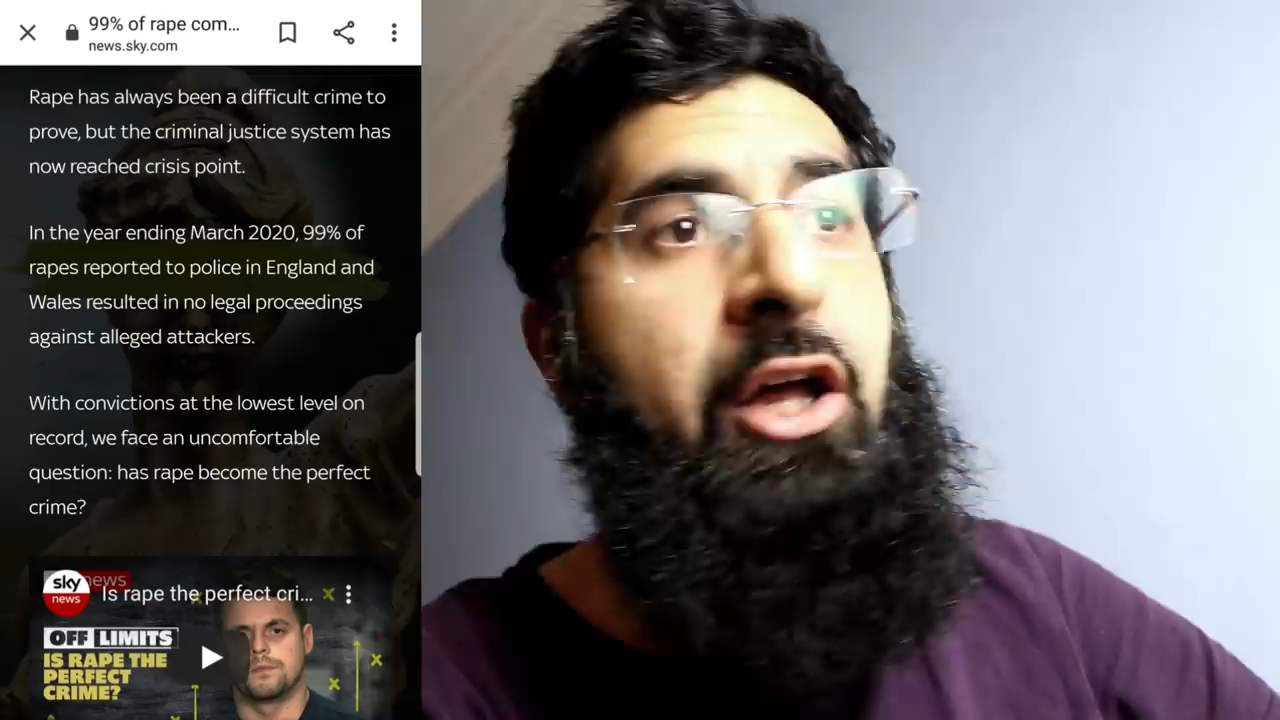 99% of rape com...
news.sky.com
Rape has always been a difficult crime to
prove, but the criminal justice system has
now reached crisis point.
In the year ending March 2020, 99% of
rapes reported to police in England and
Wales resulted in no legal proceedings
against alleged attackers.
With convictions at the lowest level on
record, we face an uncomfortable
question: has rape become the perfect
crime?
news
sky
news
Is rape the perfect cri...
OFF LIMITS
IS RAPE THE
PERFECT
CRIME?